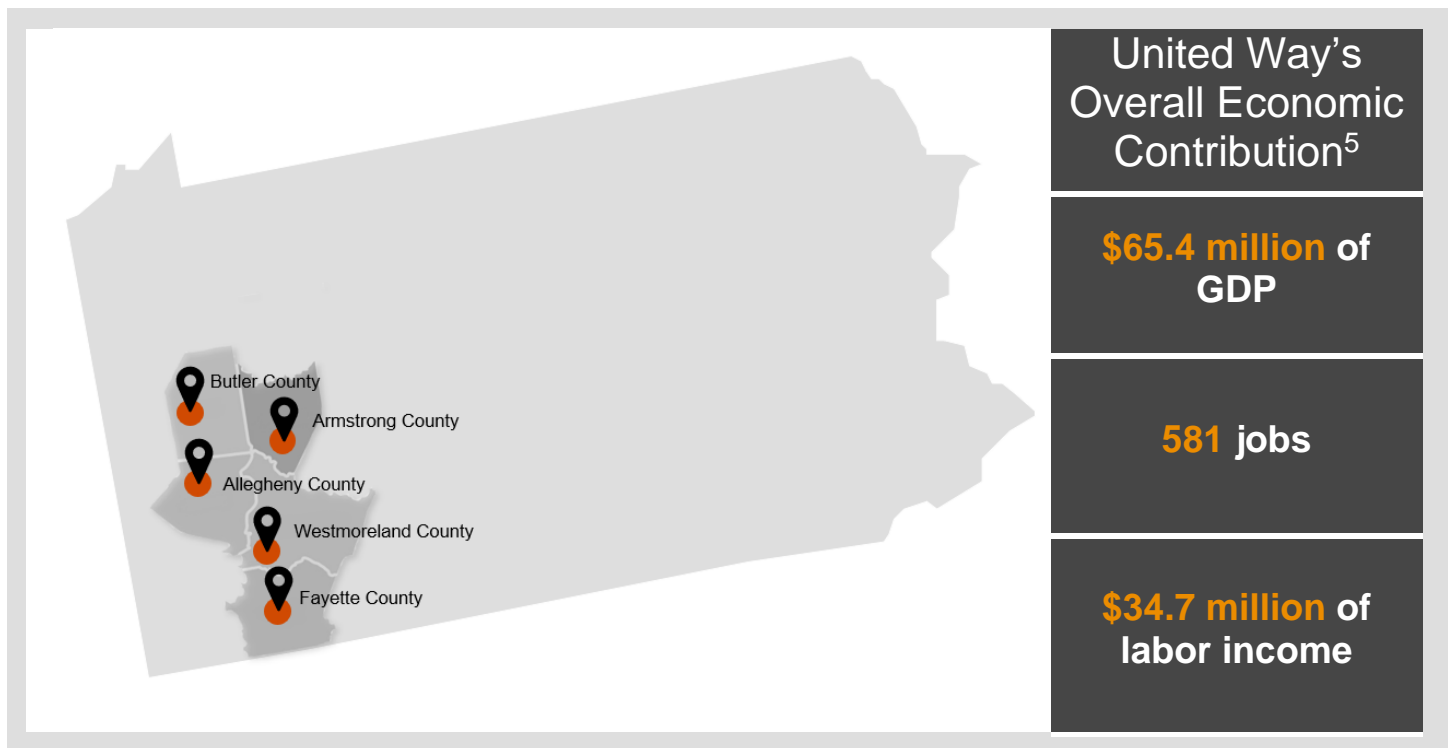 United Way’s
Overall Economic
Contribution⁵
$65.4 million of
GDP
581 jobs
$34.7 million of
labor income
Butler County
Armstrong County
Allegheny County
Westmoreland County
Fayette County